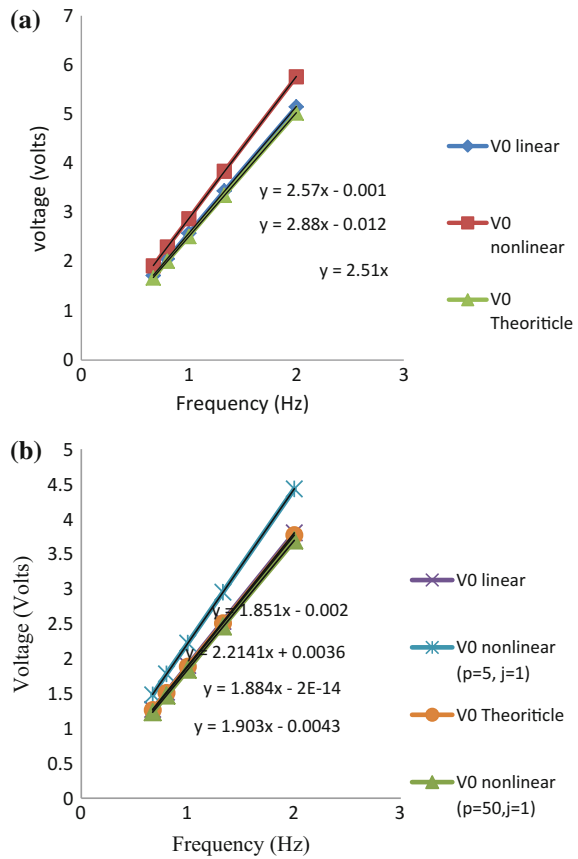 (a)
7
6
5
4
3
2
1
0
voltage (volts)
0
1
2
3
Frequency (Hz)
y = 2.57x - 0.001
y = 2.88x - 0.012
y = 2.51x
V0 linear
V0
nonlinear
V0
Theoriticle
(b)
5
4.5
4
3.5
3
2.5
2
1.5
1
0.5
0
Voltage (Volts)
0
1
2
3
Frequency (Hz)
y = 1.851x - 0.002
y = 2.2141x + 0.0036
y = 1.884x - 2E-14
y = 1.903x - 0.0043
V0 linear
V0 nonlinear
(p=5, j=1)
V0 Theoriticle
V0 nonlinear
(p=50,j=1)